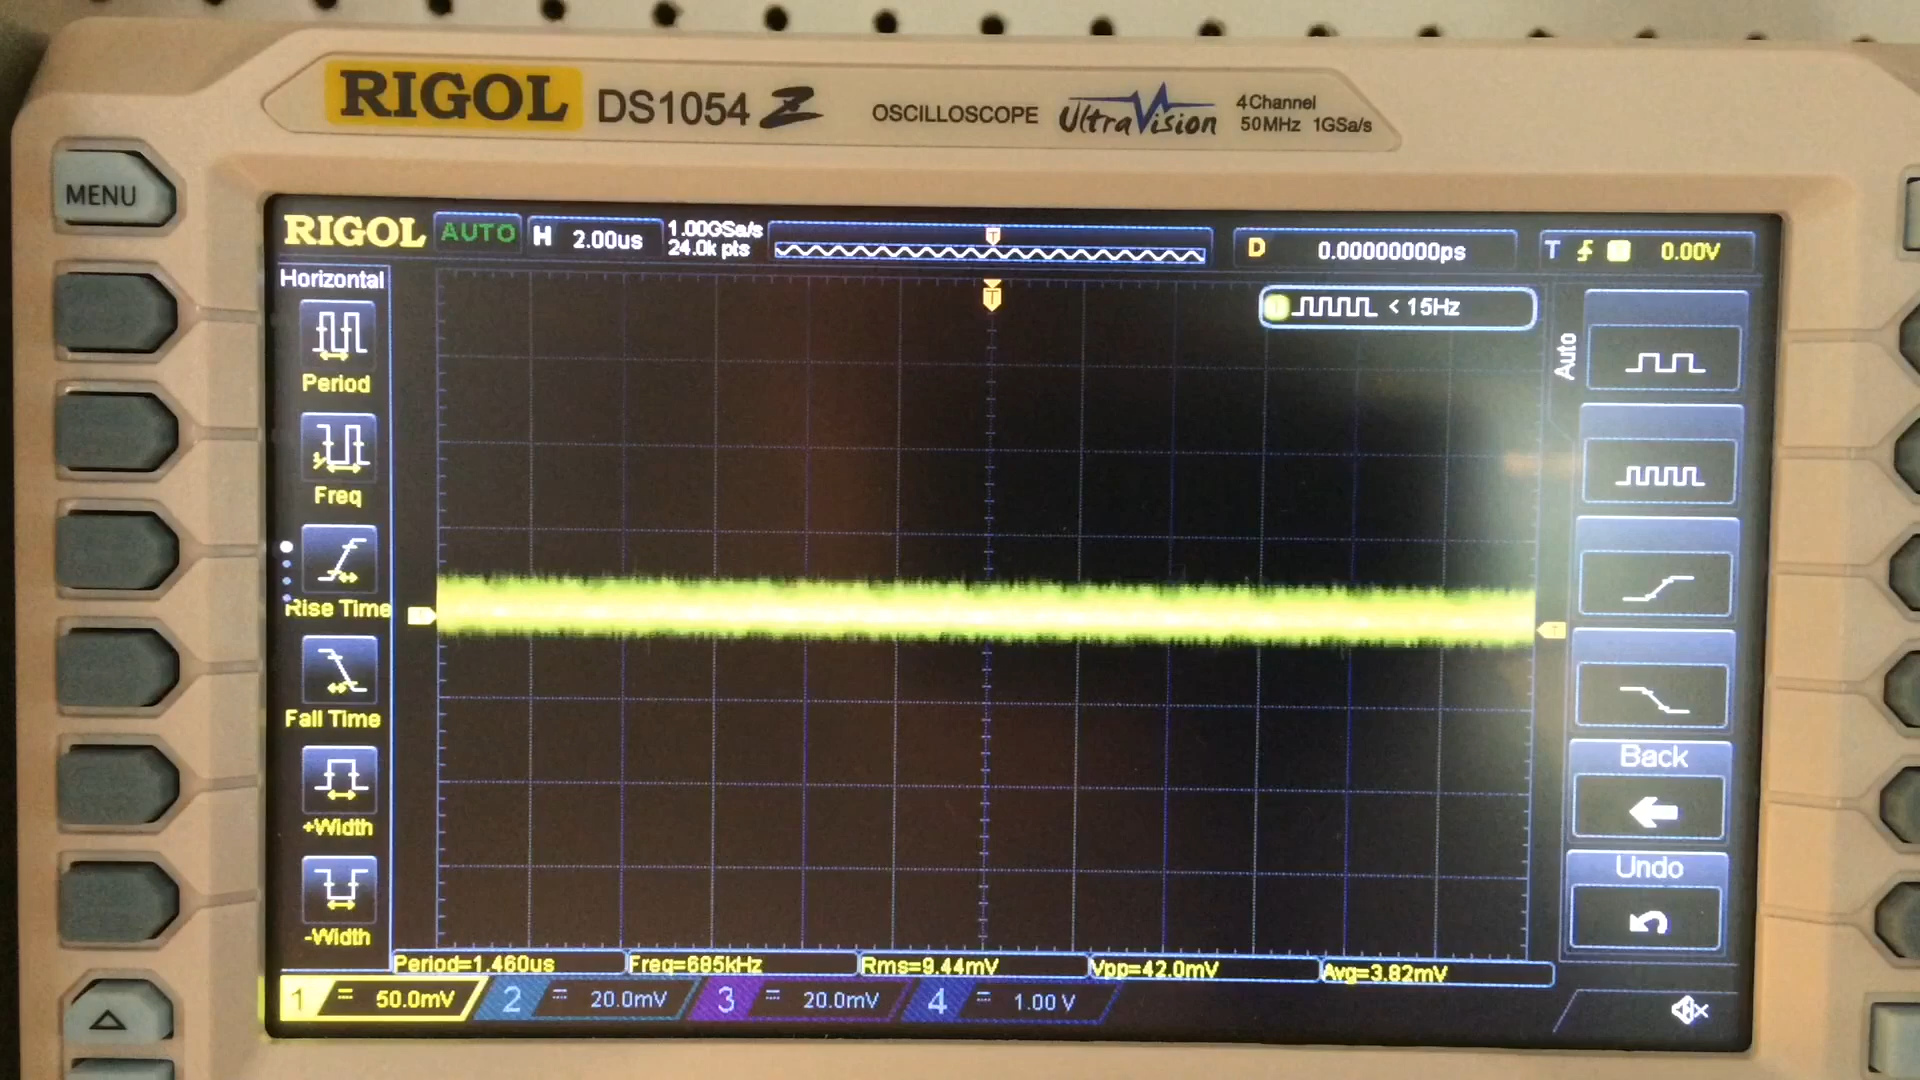 RIGOL DS1054Z OSCILLOSCOPE UltraVision 4 Channel
50MHz 1GSa/s
MENU
RIGOL AUTO H 2.00us 1.00GSa/s
24.0k pts
D 0.00000000ps T 0.00V
Horizontal
T
T
< 15Hz
Auto
Period
Freq
Rise Time
Fall Time
+Width
-Width
Back
Undo
Period=1.460us Freq=685kHz Rms=9.44mV Vpp=42.0mV Avg=3.82mV
1 50.0mV 2 20.0mV 3 20.0mV 4 1.00 V